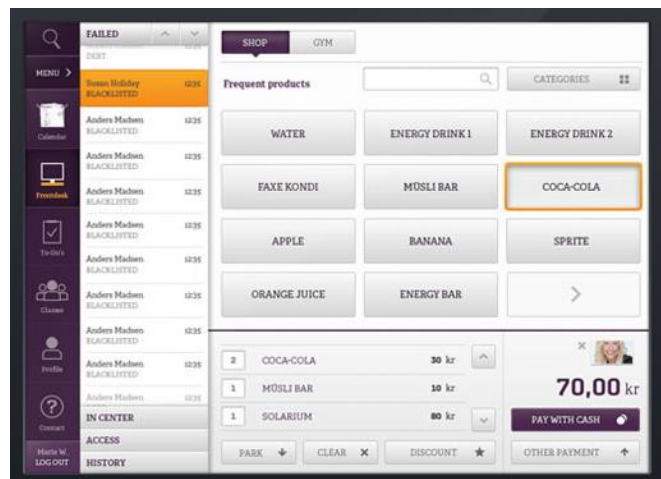 MENU >
Calendar
Frontdesk
To-Do's
Classes
Profile
Contact
Marie W.
LOG OUT
FAILED
DEBT
Susan Holiday 12:35
BLACKLISTED
Anders Madsen 12:35
BLACKLISTED
Anders Madsen 12:35
BLACKLISTED
Anders Madsen 12:35
BLACKLISTED
Anders Madsen 12:35
BLACKLISTED
Anders Madsen 12:35
BLACKLISTED
Anders Madsen 12:35
BLACKLISTED
Anders Madsen 12:35
BLACKLISTED
Anders Madsen 12:35
BLACKLISTED
Anders Madsen 12:35
IN CENTER
ACCESS
HISTORY
SHOP GYM
Frequent products CATEGORIES
WATER ENERGY DRINK 1 ENERGY DRINK 2
FAXE KONDI MÜSLI BAR COCA-COLA
APPLE BANANA SPRITE
ORANGE JUICE ENERGY BAR
2 COCA-COLA 30 kr
1 MÜSLI BAR 10 kr
1 SOLARIUM 80 kr
70,00 kr
PAY WITH CASH
PARK CLEAR DISCOUNT OTHER PAYMENT